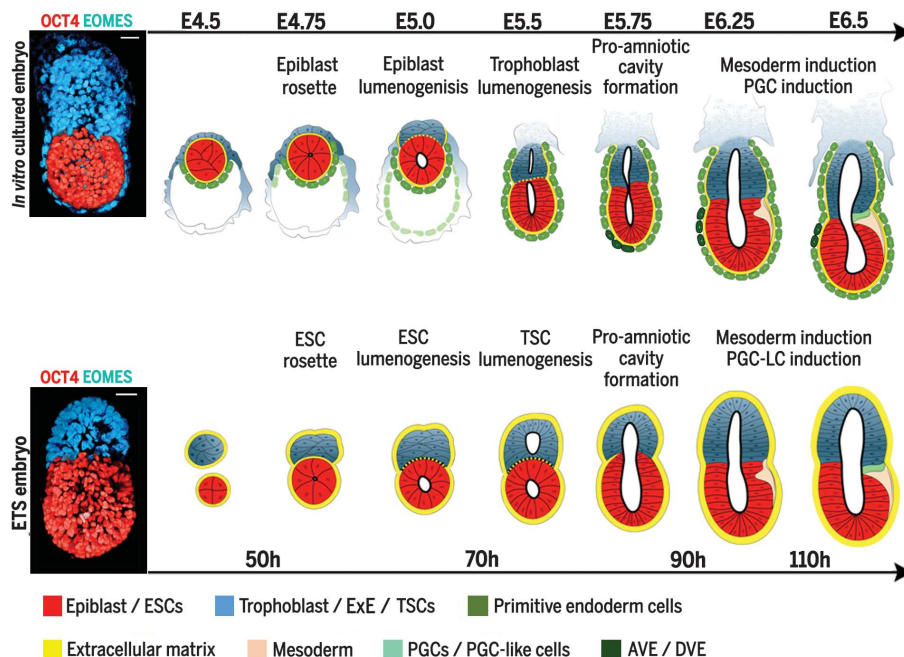 OCT4 EOMES
E4.5 E4.75 E5.0 E5.5 E5.75 E6.25 E6.5
In vitro cultured embryo
Epiblast
rosette
Epiblast
lumenogenisis
Trophoblast
lumenogenesis
Pro-amniotic
cavity
formation
Mesoderm induction
PGC induction
OCT4 EOMES
ETS embryo
ESC
rosette
ESC
lumenogenesis
TSC
lumenogenesis
Pro-amniotic
cavity
formation
Mesoderm induction
PGC-LC induction
50h 70h 90h 110h
Epiblast / ESCs Trophoblast / ExE / TSCs Primitive endoderm cells
Extracellular matrix Mesoderm PGCs / PGC-like cells AVE / DVE